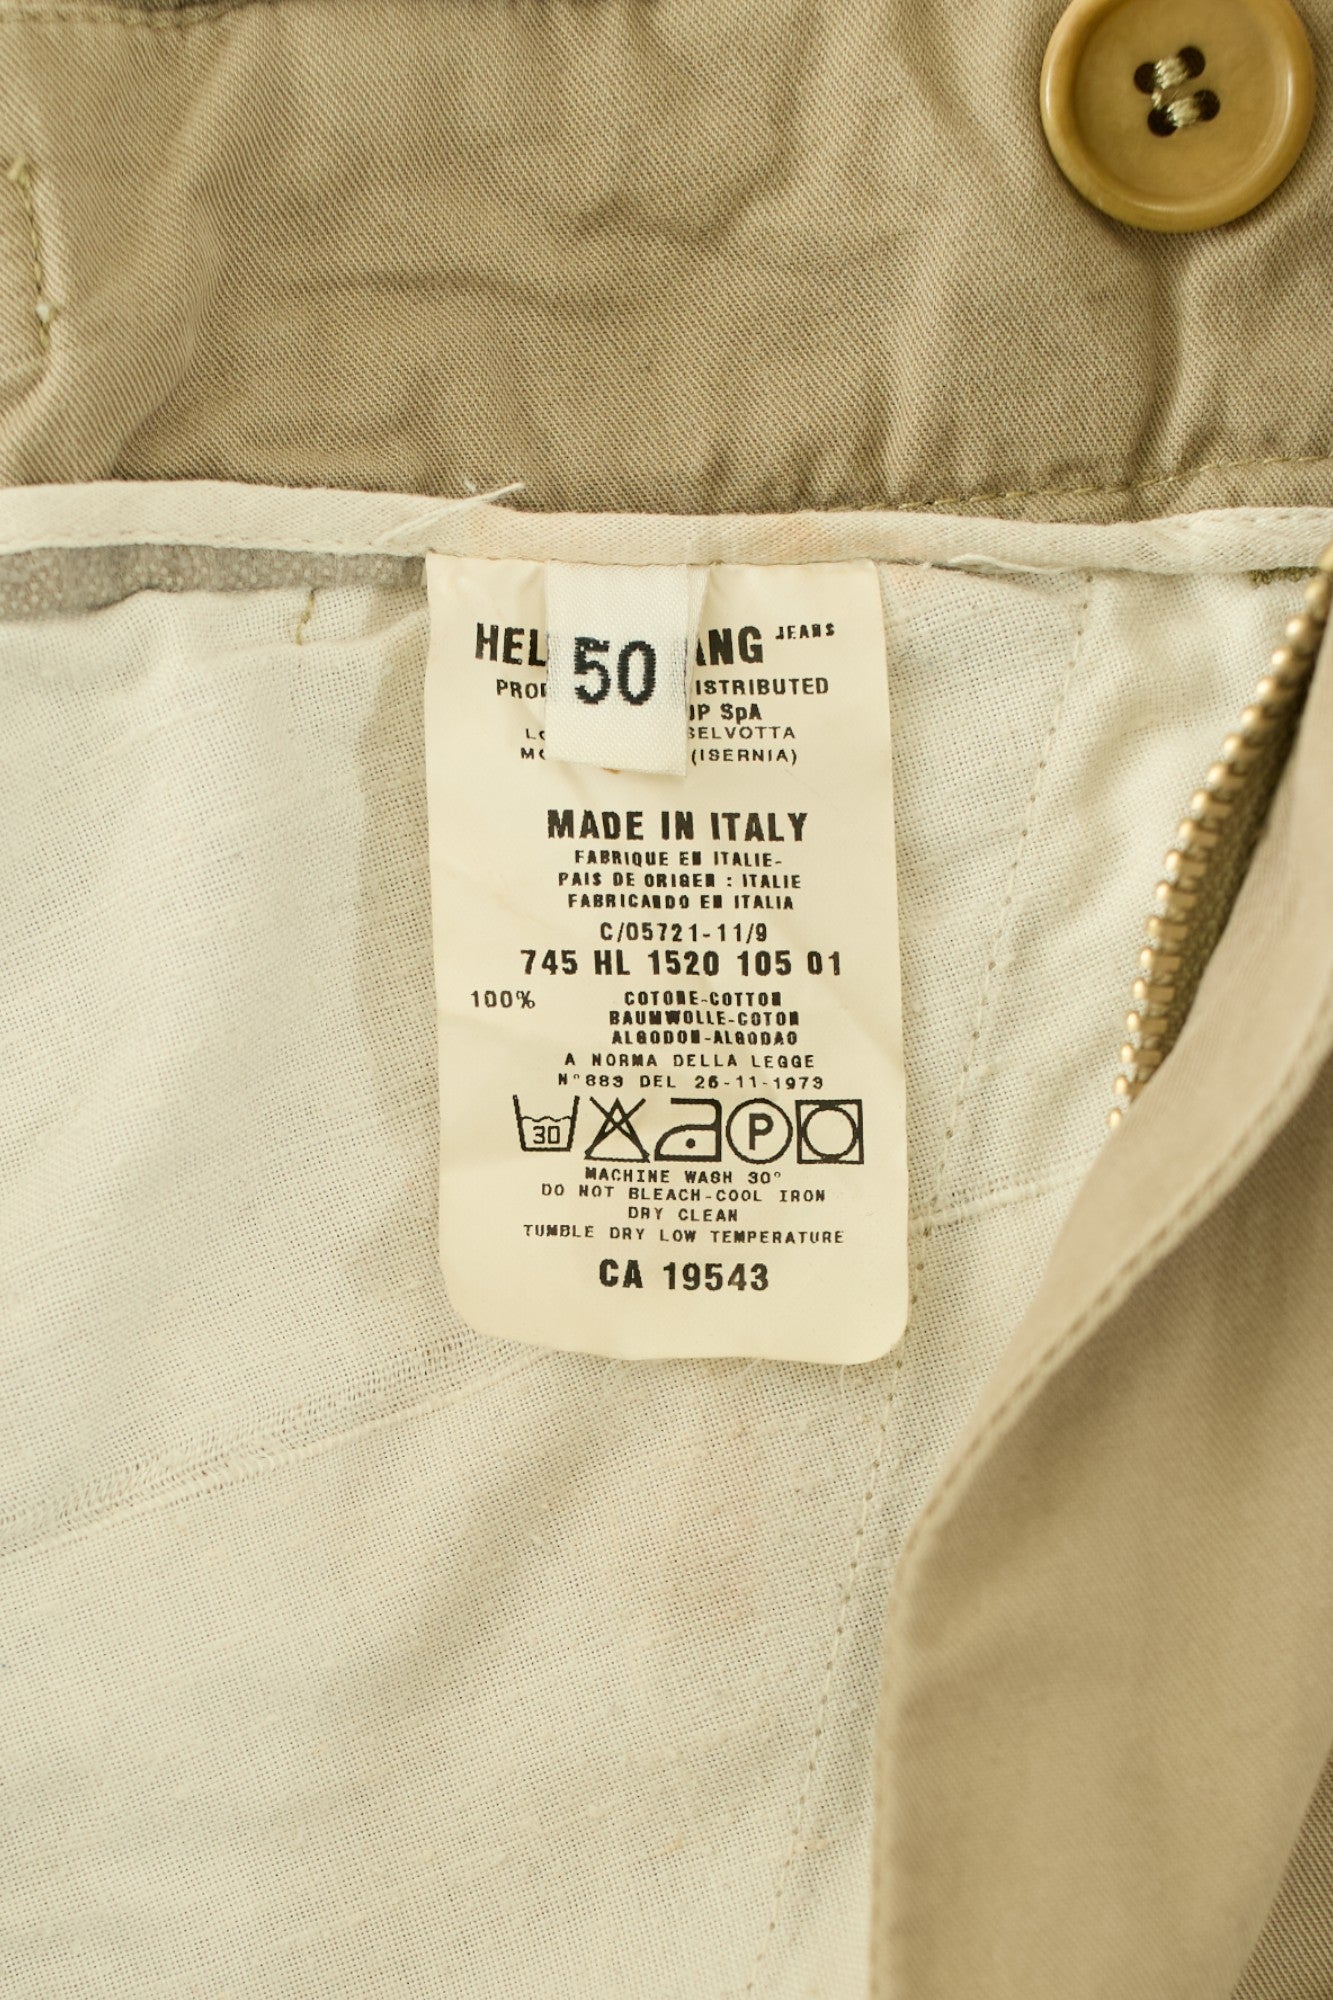 HEL 50 ANG JEANS
ISTRIBUTED
UP SpA
SELVOTTA
(ISERNIA)
MADE IN ITALY
FABRIQUE EN ITALIE-
PAIS DE ORIGEN : ITALIE
FABRICANDO EN ITALIA
C/05721-11/9
745 HL 1520 105 01
100% COTONE-COTTON
BAUMWOLLE-COTON
ALGODON-ALGODAO
A NORMA DELLA LEGGE
N°883 DEL 26-11-1973
30 P
MACHINE WASH 30°
DO NOT BLEACH-COOL IRON
DRY CLEAN
TUMBLE DRY LOW TEMPERATURE
CA 19543